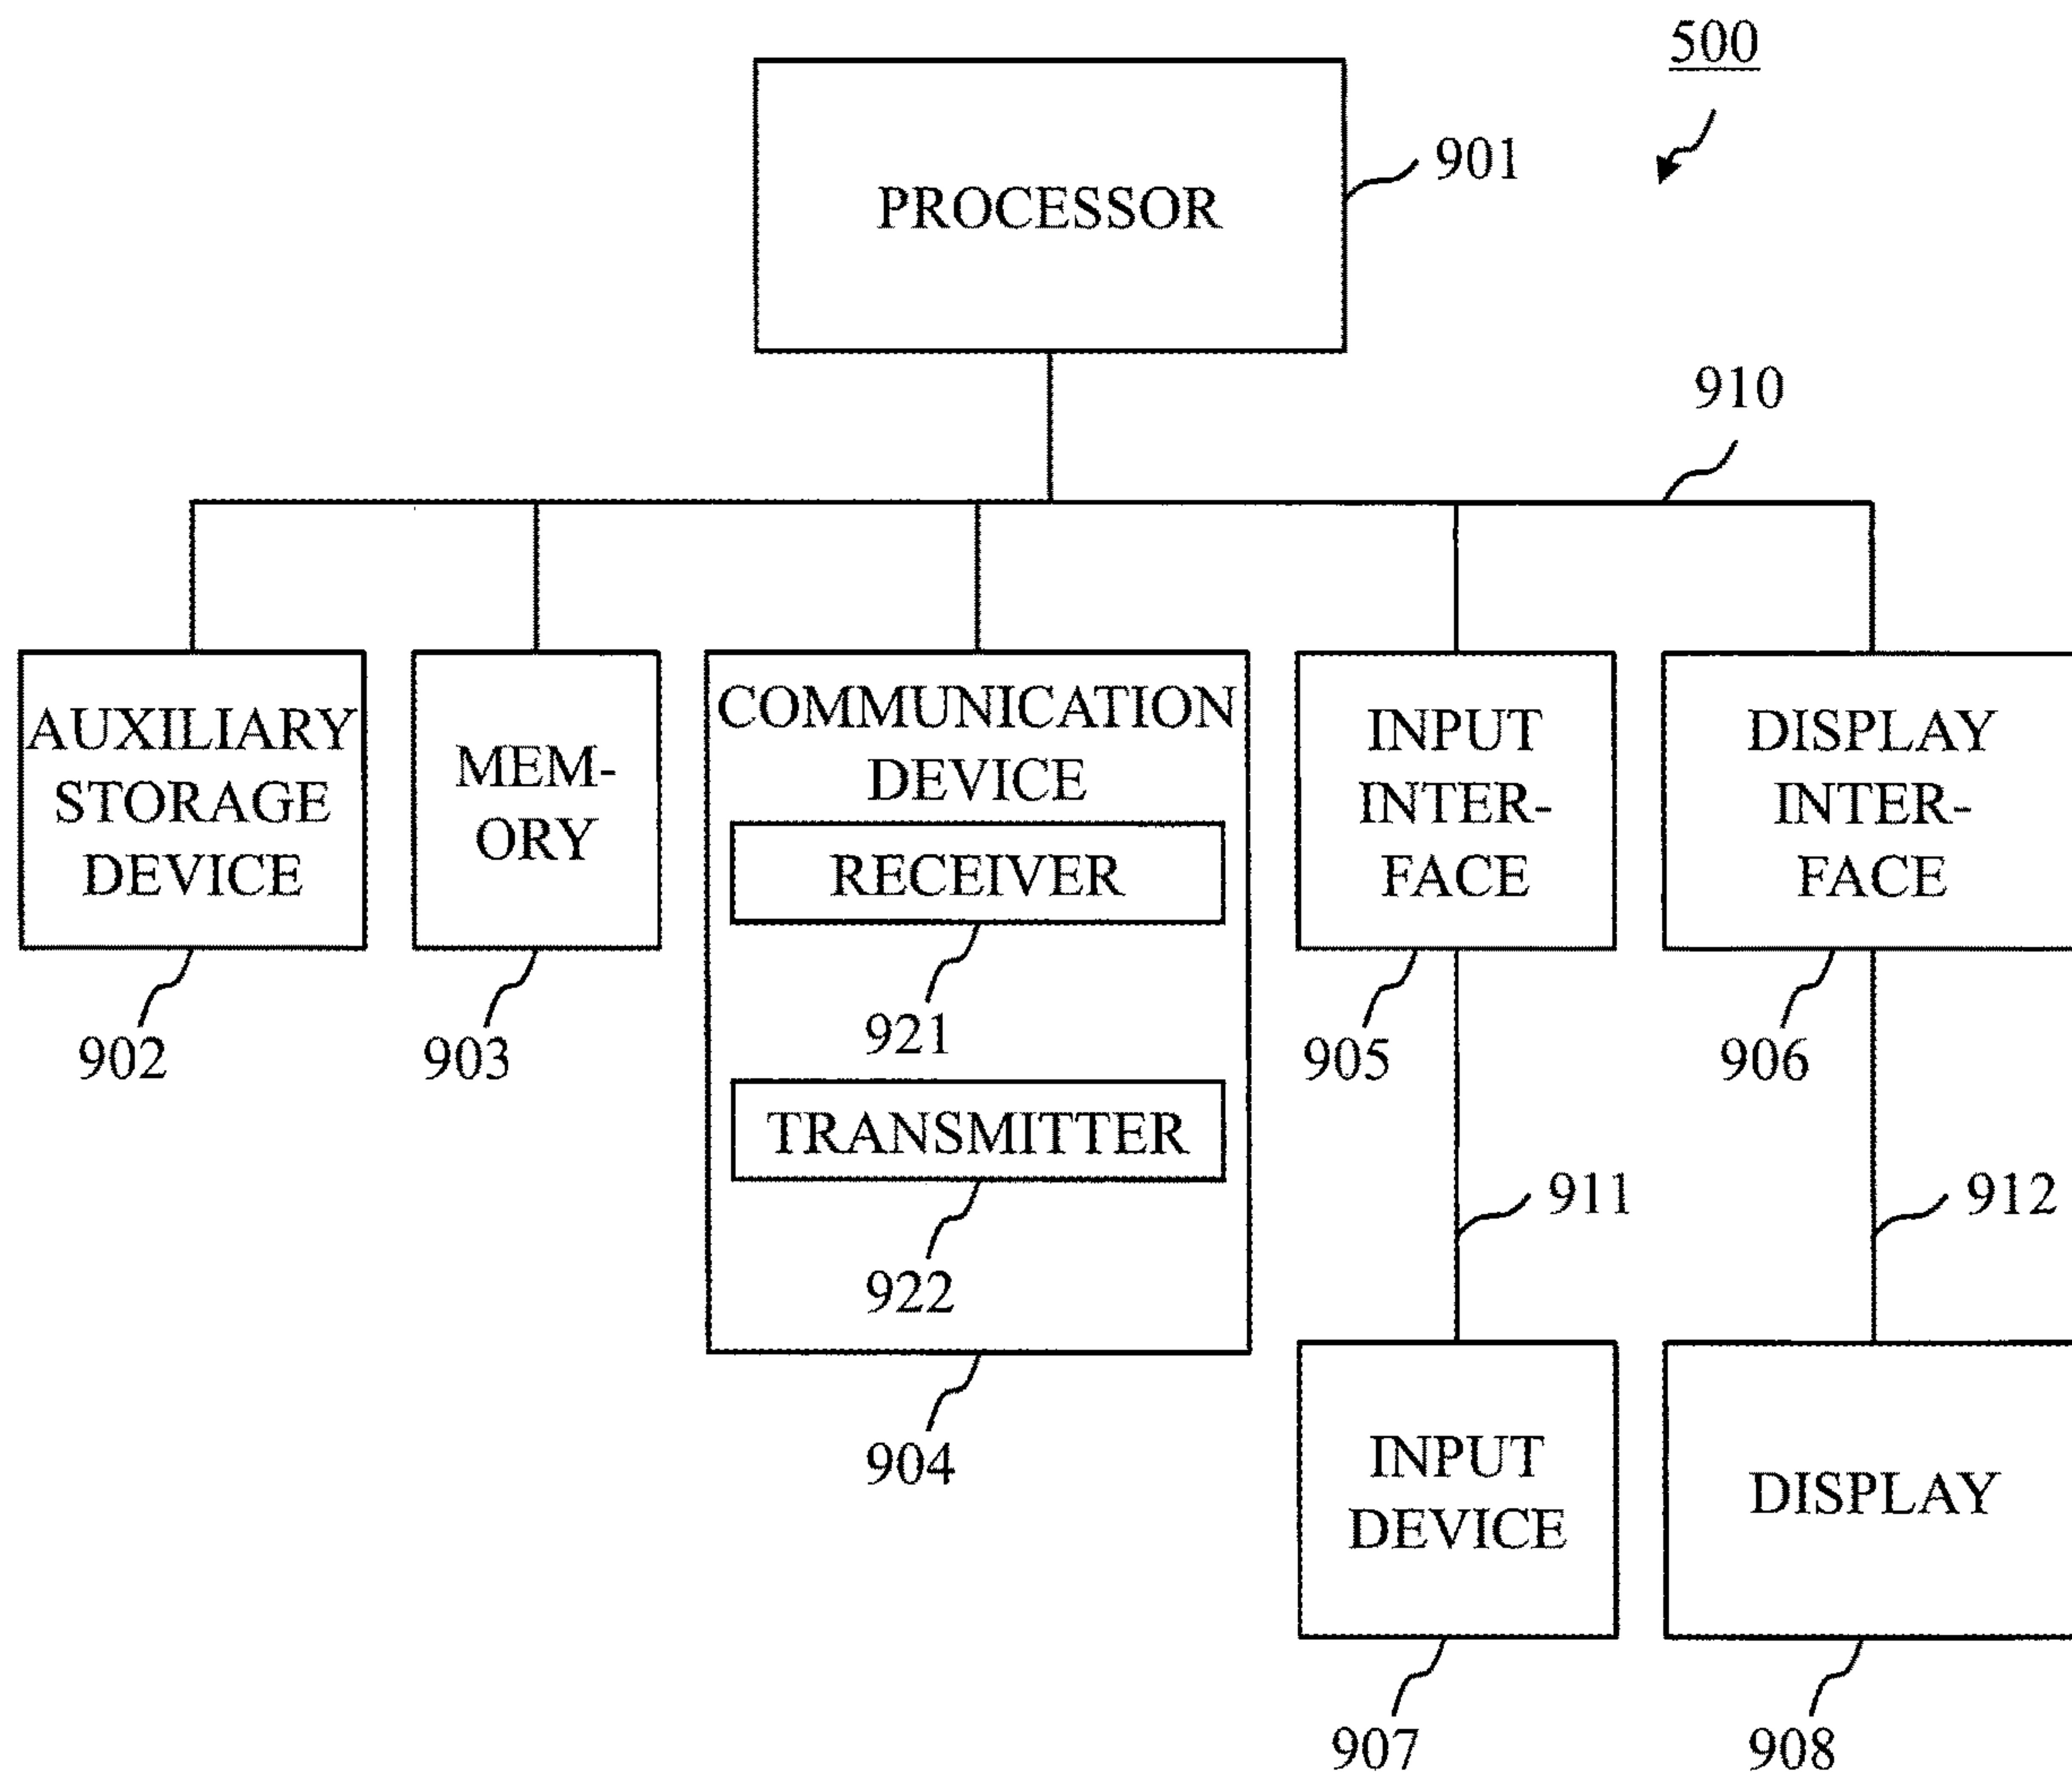 500
PROCESSOR
901
910
AUXILIARY
STORAGE
DEVICE
902
MEM-
ORY
903
COMMUNICATION
DEVICE
RECEIVER
921
TRANSMITTER
922
904
INPUT
INTER-
FACE
905
DISPLAY
INTER-
FACE
906
911
912
INPUT
DEVICE
907
DISPLAY
908